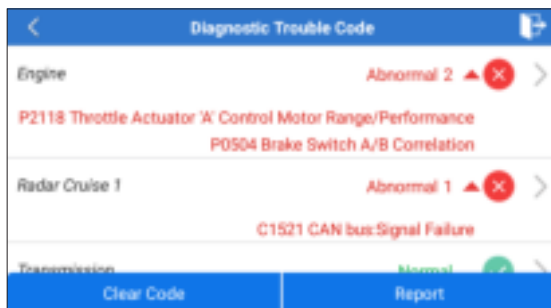 Diagnostic Trouble Code
Engine
Abnormal 2
P2118 Throttle Actuator 'A' Control Motor Range/Performance
P0504 Brake Switch A/B Correlation
Radar Cruise 1
Abnormal 1
C1521 CAN bus:Signal Failure
Transmission
Normal
Clear Code
Report